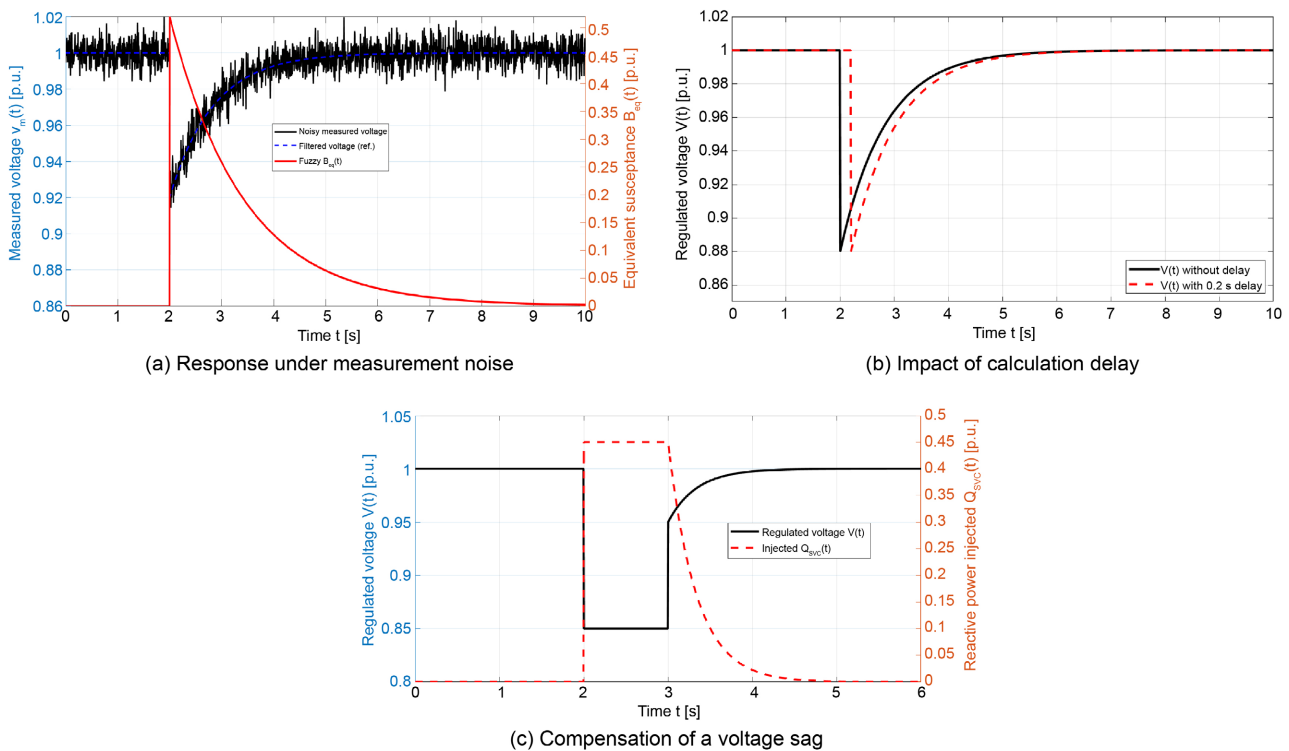 Measured voltage v_m(t) [p.u.]
1.02
1
0.98
0.96
0.94
0.92
0.9
0.88
0.86
Noisy measured voltage
Filtered voltage (ref.)
Fuzzy B_eq(t)
0.5
0.45
0.4
0.35
0.3
0.25
0.2
0.15
0.1
0.05
0
Equivalent susceptance B_eq(t) [p.u.]
0 1 2 3 4 5 6 7 8 9 10
Time t [s]
(a) Response under measurement noise
Regulated voltage V(t) [p.u.]
1.02
1
0.98
0.96
0.94
0.92
0.9
0.88
0.86
V(t) without delay
V(t) with 0.2 s delay
0 1 2 3 4 5 6 7 8 9 10
Time t [s]
(b) Impact of calculation delay
Regulated voltage V(t) [p.u.]
1.05
1
0.95
0.9
0.85
0.8
Regulated voltage V(t)
Injected Q_SVC(t)
0.5
0.45
0.4
0.35
0.3
0.25
0.2
0.15
0.1
0.05
0
Reactive power injected Q_SVC(t) [p.u.]
0 1 2 3 4 5 6
Time t [s]
(c) Compensation of a voltage sag